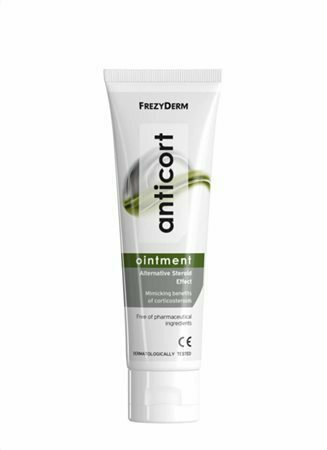 FREZYDERM
anticort
ointment
Alternative Steroid
Effect
Mimicking benefits
of corticosteroids
Free of pharmaceutical
ingredients
CE
DERMATOLOGICALLY TESTED